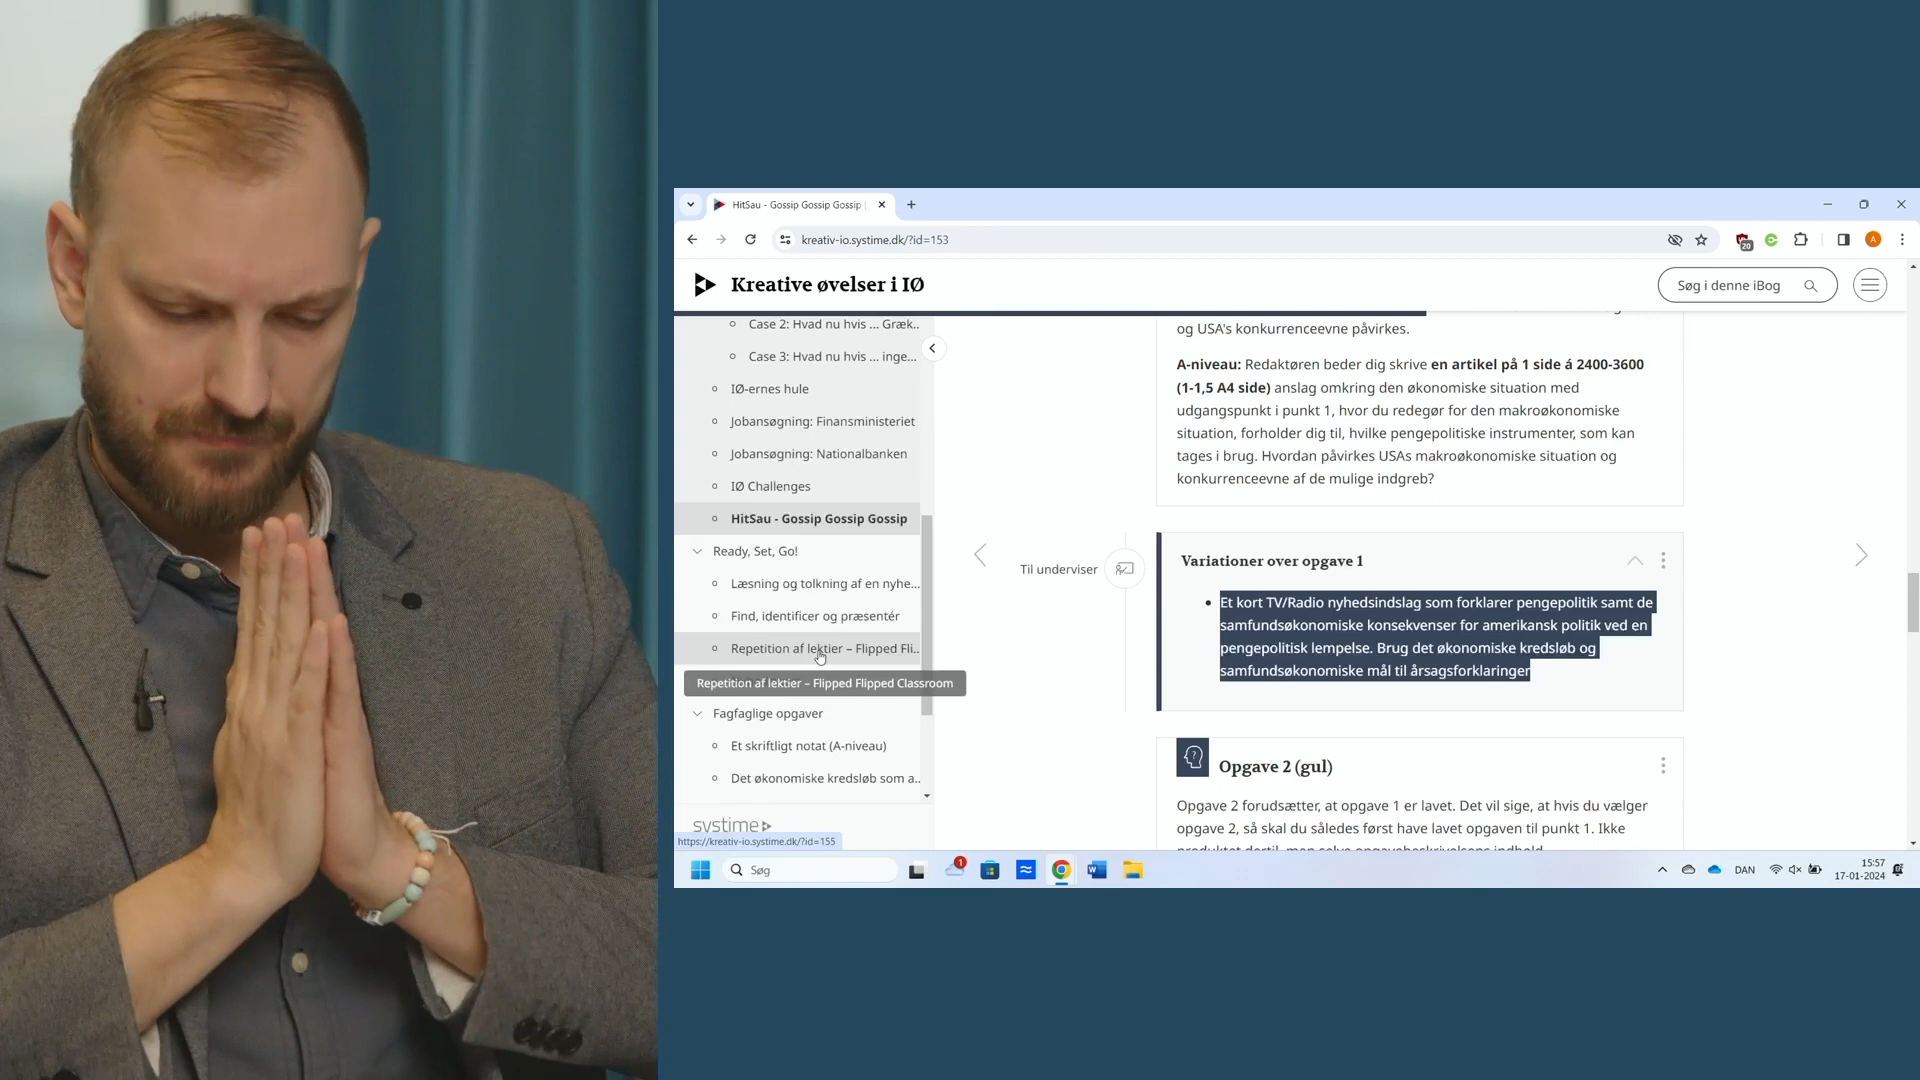 HitSau - Gossip Gossip Gossip |
kreativ-io.systime.dk/?id=153
20
A
Kreative øvelser i IØ
Søg i denne iBog
Case 2: Hvad nu hvis ... Græk..
Case 3: Hvad nu hvis ... inge...
IØ-ernes hule
Jobansøgning: Finansministeriet
Jobansøgning: Nationalbanken
IØ Challenges
HitSau - Gossip Gossip Gossip
Ready, Set, Go!
Læsning og tolkning af en nyhe...
Find, identificer og præsentér
Repetition af lektier – Flipped Fli..
Repetition af lektier – Flipped Flipped Classroom
Fagfaglige opgaver
Et skriftligt notat (A-niveau)
Det økonomiske kredsløb som a..
systime
https://kreativ-io.systime.dk/?id=155
og USA's konkurrenceevne påvirkes.
A-niveau: Redaktøren beder dig skrive en artikel på 1 side á 2400-3600
(1-1,5 A4 side) anslag omkring den økonomiske situation med
udgangspunkt i punkt 1, hvor du redegør for den makroøkonomiske
situation, forholder dig til, hvilke pengepolitiske instrumenter, som kan
tages i brug. Hvordan påvirkes USAs makroøkonomiske situation og
konkurrenceevne af de mulige indgreb?
Til underviser
Variationer over opgave 1
• Et kort TV/Radio nyhedsindslag som forklarer pengepolitik samt de
samfundsøkonomiske konsekvenser for amerikansk politik ved en
pengepolitisk lempelse. Brug det økonomiske kredsløb og
samfundsøkonomiske mål til årsagsforklaringer
Opgave 2 (gul)
Opgave 2 forudsætter, at opgave 1 er lavet. Det vil sige, at hvis du vælger
opgave 2, så skal du således først have lavet opgaven til punkt 1. Ikke
produktet dertil, men selve opgavebeskrivelsens indhold.
Søg
1
DAN
15:57
17-01-2024